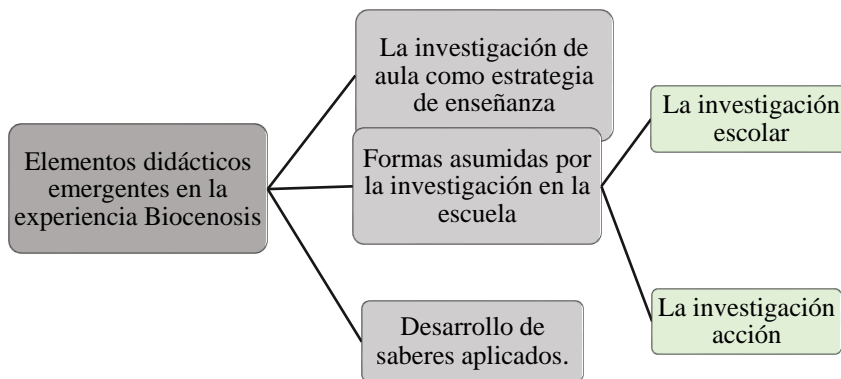 Elementos didácticos
emergentes en la
experiencia Biocenosis
La investigación de
aula como estrategia
de enseñanza
Formas asumidas por
la investigación en la
escuela
Desarrollo de
saberes aplicados.
La investigación
escolar
La investigación
acción